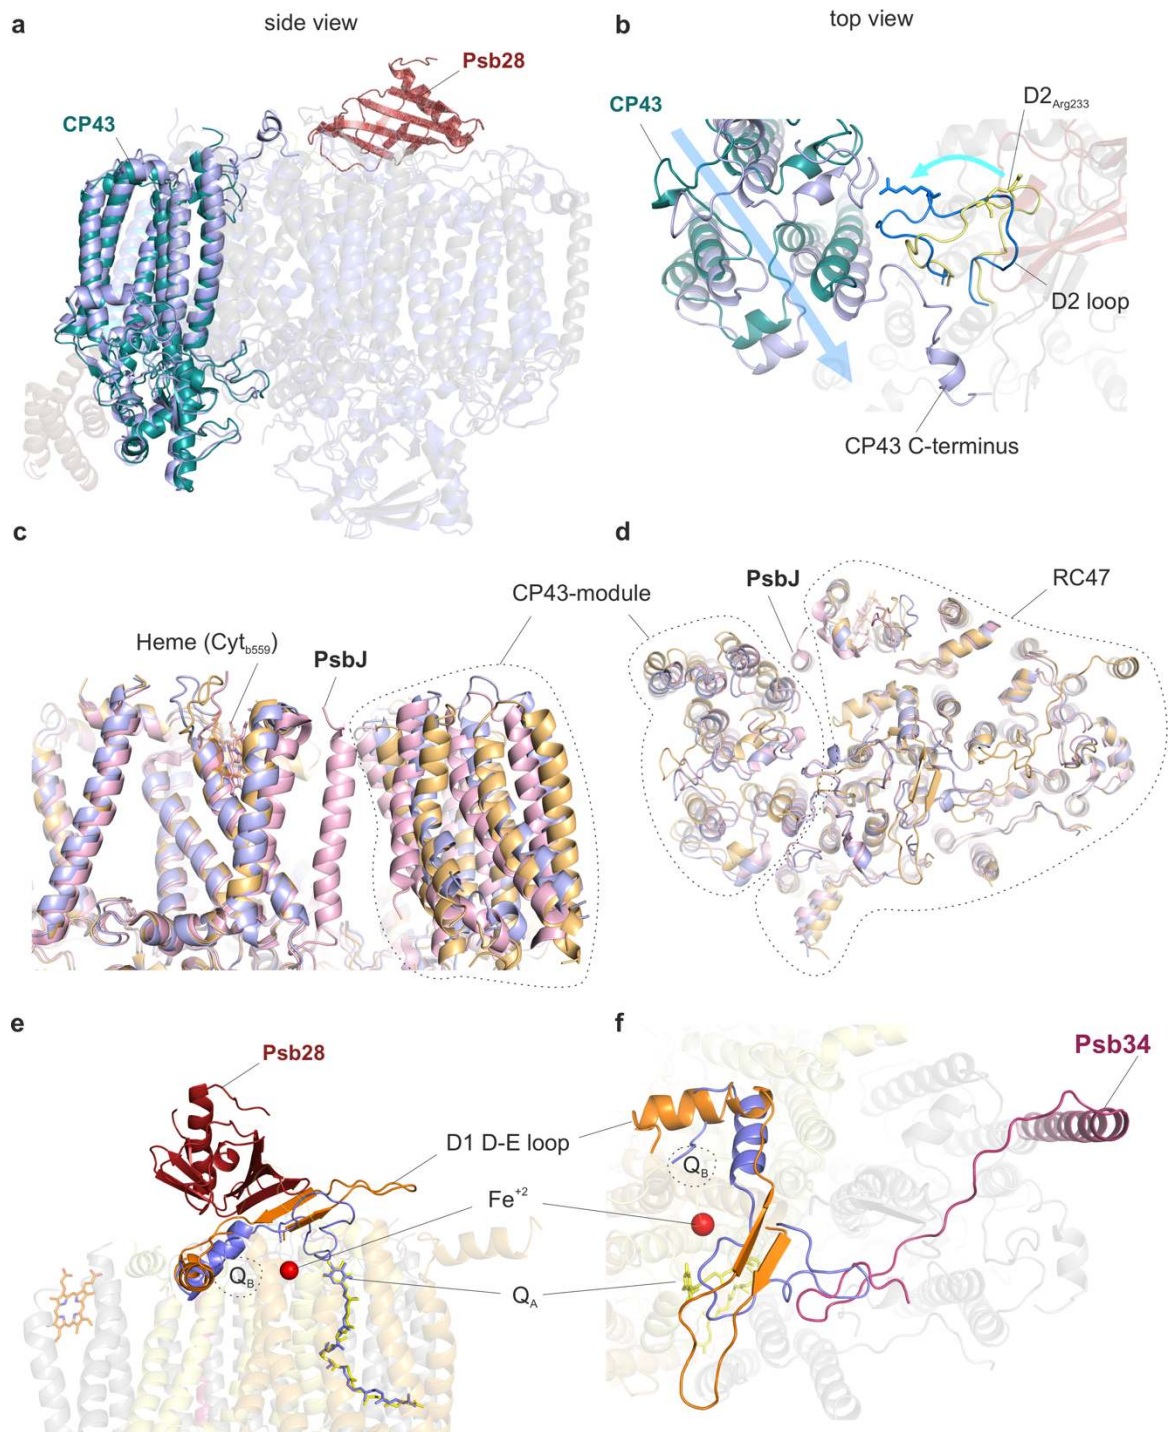 a
side view
Psb28
CP43
b
top view
D2Arg233
CP43
D2 loop
CP43 C-terminus
c
CP43-module
Heme (Cytb559)
PsbJ
d
PsbJ
RC47
e
Psb28
D1 D-E loop
Fe+2
QB
QA
f
Psb34
QB